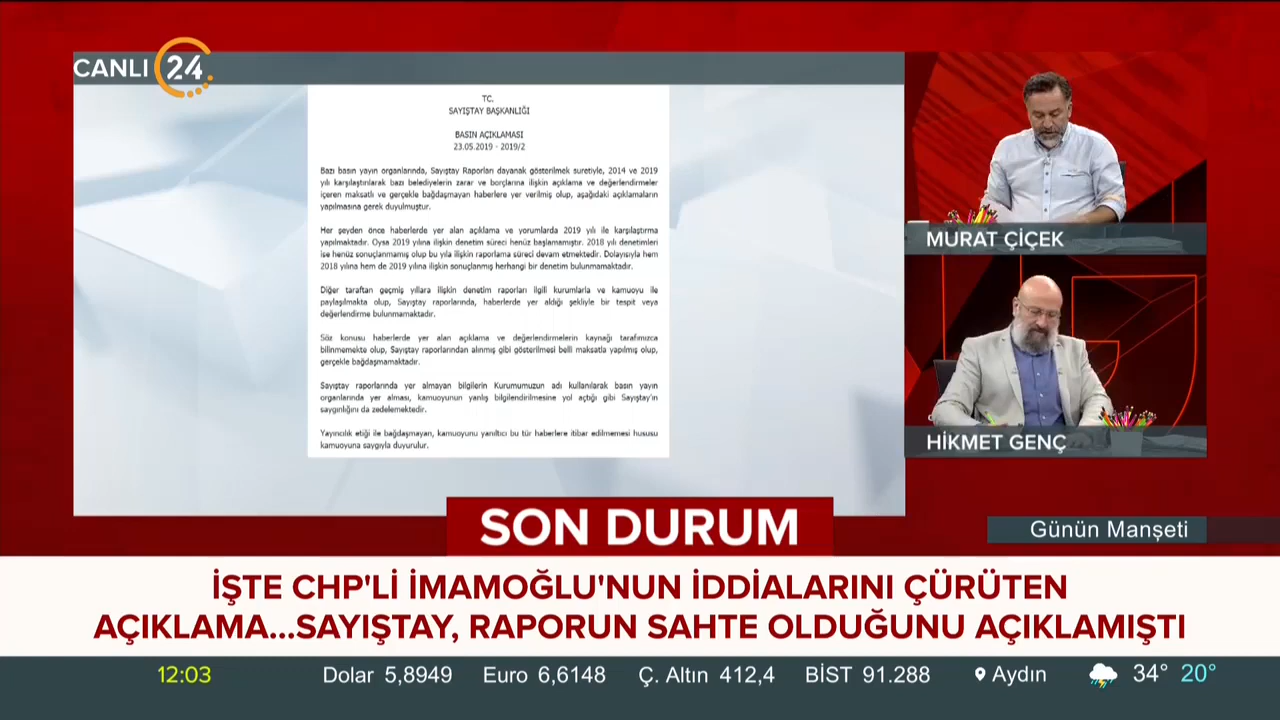 CANLI 24
T.C.
SAYIŞTAY BAŞKANLIĞI
BASIN AÇIKLAMASI
23.05.2019 - 2019/2
Bazı basın yayın organlarında, Sayıştay Raporları dayanak gösterilmek suretiyle, 2014 ve 2019
yılı karşılaştırılarak bazı belediyelerin zarar ve borçlarına ilişkin açıklama ve değerlendirmeler
içeren maksatlı ve gerçekle bağdaşmayan haberlere yer verilmiş olup, aşağıdaki açıklamaların
yapılmasına gerek duyulmuştur.
Her şeyden önce haberlerde yer alan açıklama ve yorumlarda 2019 yılı ile karşılaştırma
yapılmaktadır. Oysa 2019 yılına ilişkin denetim süreci henüz başlamamıştır. 2018 yılı denetimleri
ise henüz sonuçlanmamış olup bu yıla ilişkin raporlama süreci devam etmektedir. Dolayısıyla hem
2018 yılına hem de 2019 yılına ilişkin sonuçlanmış herhangi bir denetim bulunmamaktadır.
Diğer taraftan geçmiş yıllara ilişkin denetim raporları ilgili kurumlarla ve kamuoyu ile
paylaşılmakta olup, Sayıştay raporlarında, haberlerde yer aldığı şekliyle bir tespit veya
değerlendirme bulunmamaktadır.
Söz konusu haberlerde yer alan açıklama ve değerlendirmelerin kaynağı tarafımızca
bilinmemekte olup, Sayıştay raporlarından alınmış gibi gösterilmesi belli maksatla yapılmış olup,
gerçekle bağdaşmamaktadır.
Sayıştay raporlarında yer almayan bilgilerin Kurumumuzun adı kullanılarak basın yayın
organlarında yer alması, kamuoyunun yanlış bilgilendirilmesine yol açtığı gibi Sayıştay'ın
saygınlığını da zedelemektedir.
Yayıncılık etiği ile bağdaşmayan, kamuoyunu yanıltıcı bu tür haberlere itibar edilmemesi hususu
kamuoyuna saygıyla duyurulur.
MURAT ÇİÇEK
HİKMET GENÇ
SON DURUM
Günün Manşeti
İŞTE CHP'Lİ İMAMOĞLU'NUN İDDİALARINI ÇÜRÜTEN
AÇIKLAMA...SAYIŞTAY, RAPORUN SAHTE OLDUĞUNU AÇIKLAMIŞTI
12:03 Dolar 5,8949 Euro 6,6148 Ç. Altın 412,4 BİST 91.288 Aydın 34° 20°